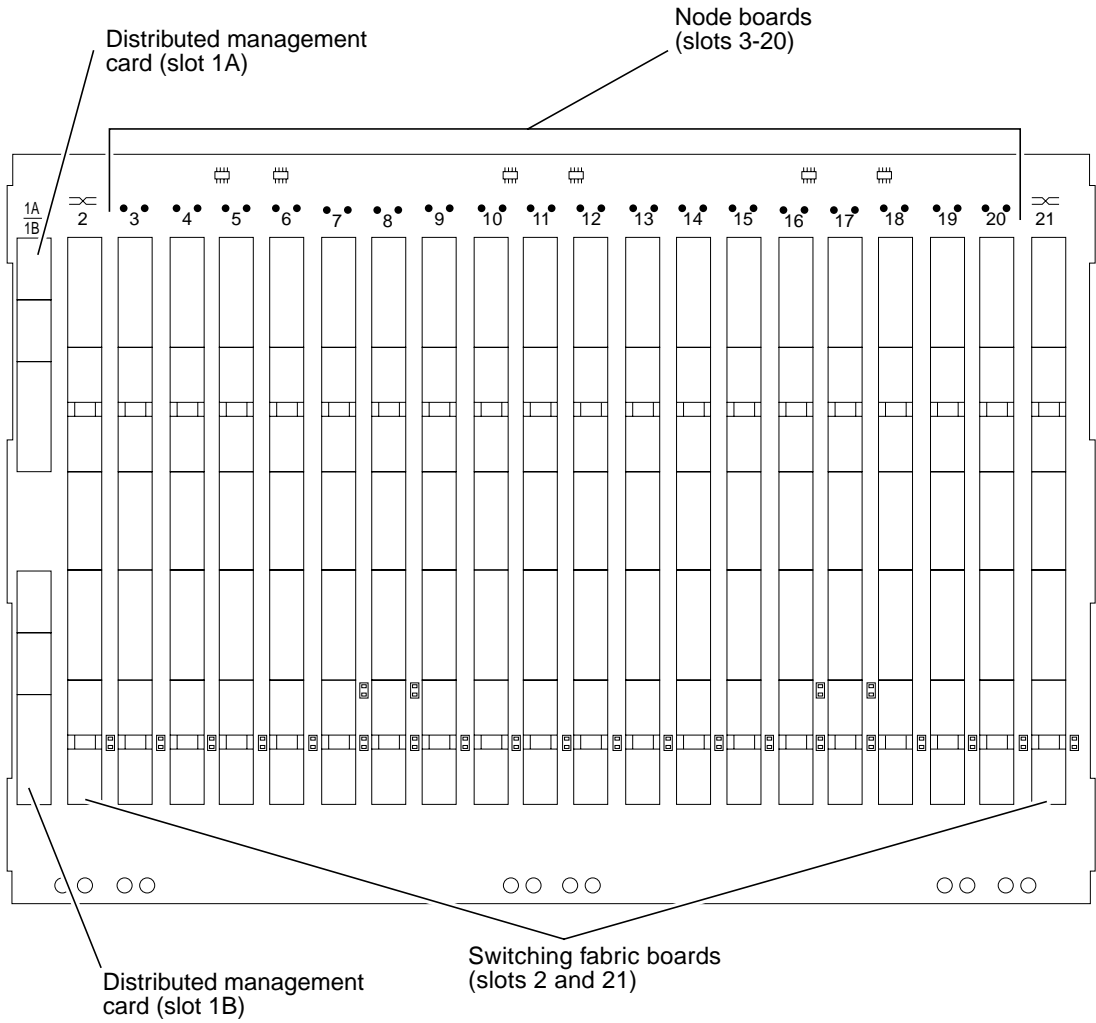 Node boards
(slots 3-20)
Distributed management
card (slot 1A)
1A
1B
2 3 4 5 6 7 8 9 10 11 12 13 14 15 16 17 18 19 20 21
Switching fabric boards
(slots 2 and 21)
Distributed management
card (slot 1B)